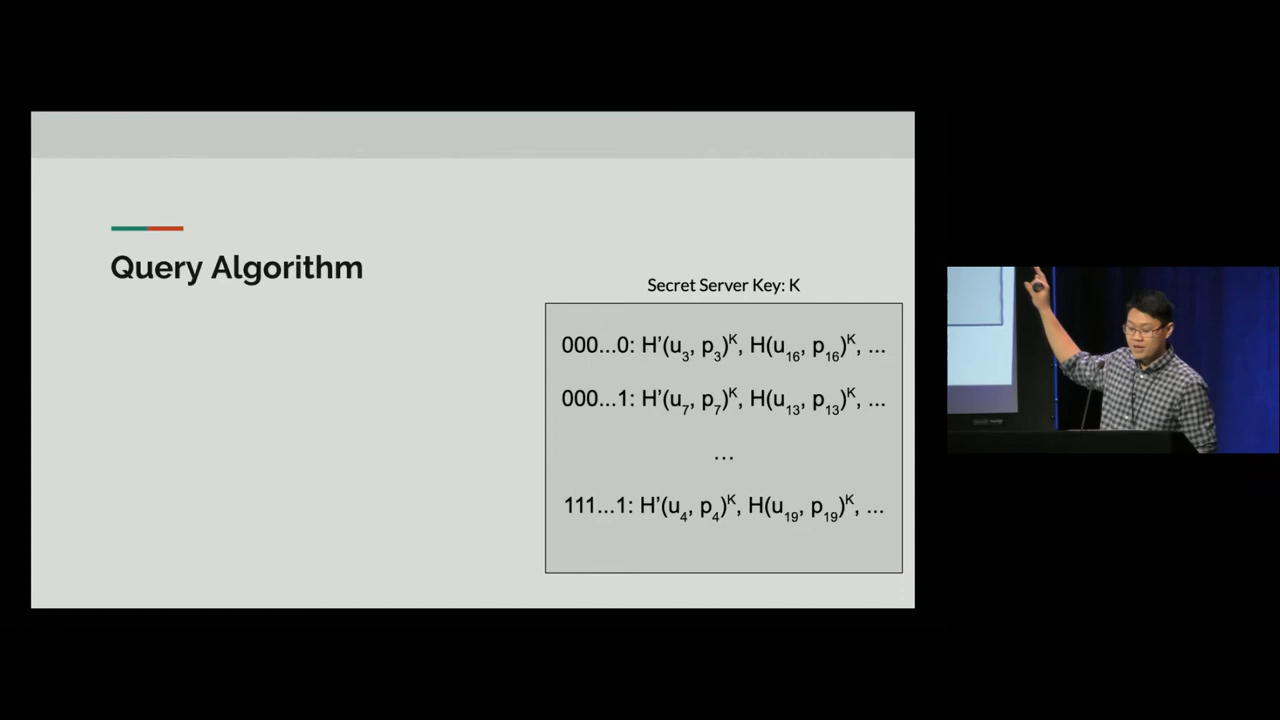 Query Algorithm
Secret Server Key: K
000...0: H'(u₃, p₃)ᴷ, H(u₁₆, p₁₆)ᴷ, ...
000...1: H'(u₇, p₇)ᴷ, H(u₁₃, p₁₃)ᴷ, ...
...
111...1: H'(u₄, p₄)ᴷ, H(u₁₉, p₁₉)ᴷ, ...